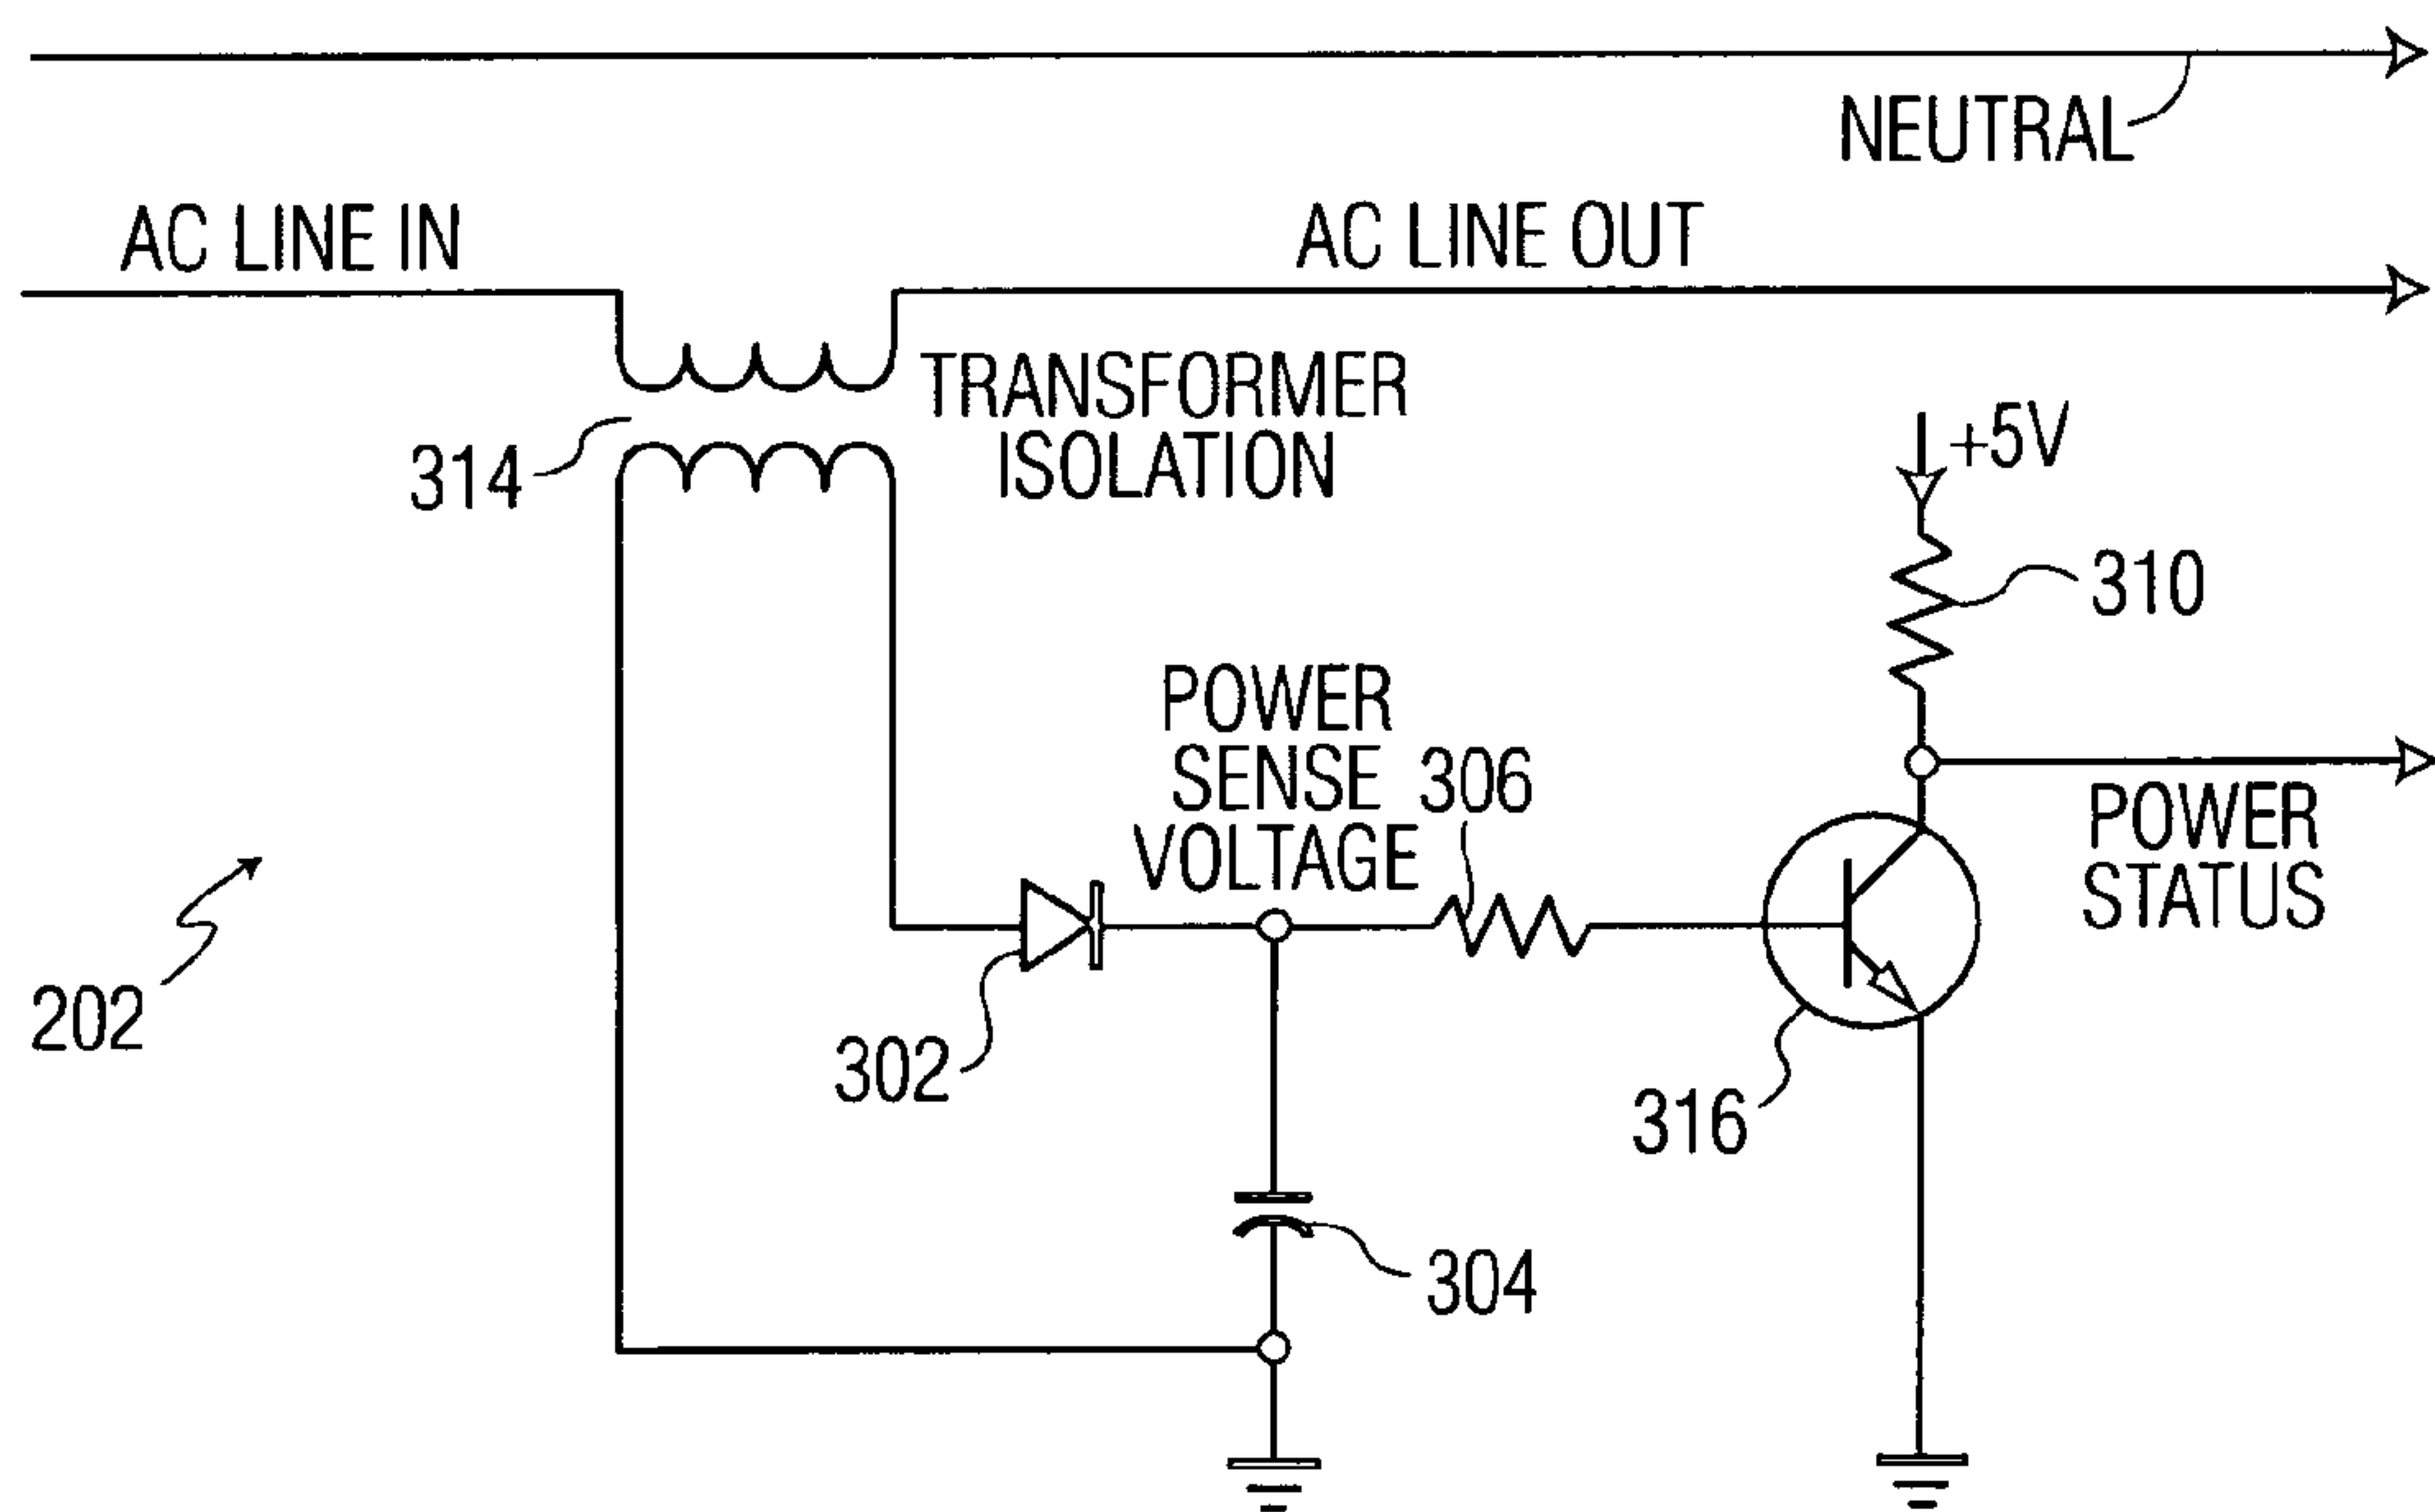 NEUTRAL
AC LINE IN
AC LINE OUT
TRANSFORMER
ISOLATION
314
+5V
310
POWER
SENSE
VOLTAGE
306
POWER
STATUS
202
302
316
304